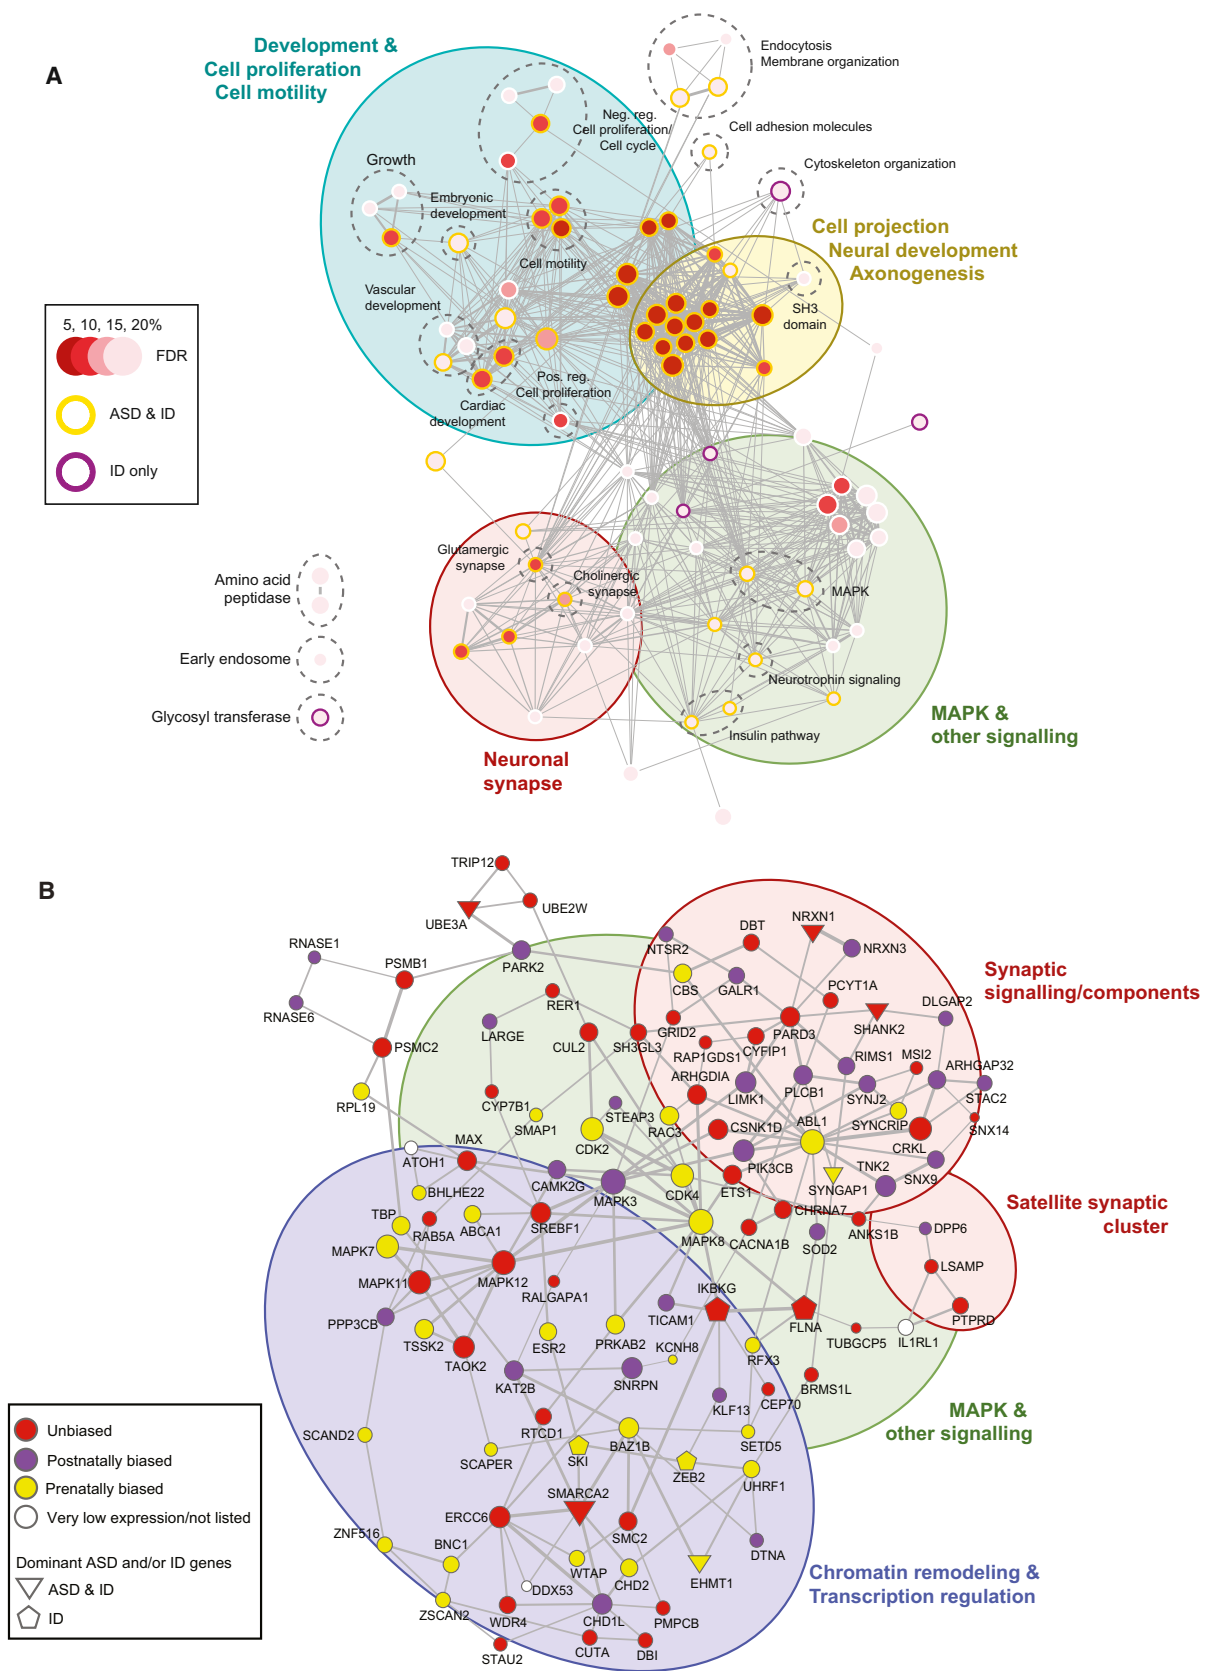 A
Development &
Cell proliferation
Cell motility
Endocytosis
Membrane organization
Neg. reg.
Cell proliferation/
Cell cycle
Cell adhesion molecules
Cytoskeleton organization
Growth
Embryonic
development
Cell motility
Cell projection
Neural development
Axonogenesis
Vascular
development
SH3
domain
5, 10, 15, 20%
FDR
ASD & ID
ID only
Pos. reg.
Cell proliferation
Cardiac
development
Glutamergic
synapse
Cholinergic
synapse
MAPK
Amino acid
peptidase
Early endosome
Glycosyl transferase
Neurotrophin signaling
Insulin pathway
MAPK &
other signalling
Neuronal
synapse
B
TRIP12
UBE3A
UBE2W
RNASE1
PSMB1
PARK2
NTSR2
DBT
NRXN1
NRXN3
Synaptic
signalling/components
CBS
GALR1
PCYT1A
DLGAP2
RNASE6
RER1
LARGE
CUL2
SH3GL3
GRID2
PARD3
SHANK2
PSMC2
RAP1GDS1
CYFIP1
RIMS1
MSI2
ARHGAP32
ARHGDIA
LIMK1
PLCB1
SYNJ2
STAC2
RPL19
CYP7B1
SMAP1
STEAP3
RAC3
CSNK1D
ABL1
SYNCRIP
SNX14
CDK2
CRKL
MAX
ATOH1
PIK3CB
TNK2
CAMK2G
MAPK3
CDK4
ETS1
SYNGAP1
SNX9
BHLHE22
Satellite synaptic
cluster
TBP
RAB5A
ABCA1
SREBF1
CHRNA7
MAPK7
MAPK8
CACNA1B
SOD2
ANKS1B
DPP6
MAPK11
MAPK12
RALGAPA1
IKBKG
LSAMP
PPP3CB
TICAM1
FLNA
TUBGCP5
IL1RL1
PTPRD
TSSK2
TAOK2
ESR2
PRKAB2
KCNH8
RFX3
KAT2B
SNRPN
BRMS1L
KLF13
CEP70
MAPK &
other signalling
Unbiased
Postnatally biased
Prenatally biased
Very low expression/not listed
Dominant ASD and/or ID genes
ASD & ID
ID
SCAND2
RTCD1
SCAPER
SKI
BAZ1B
SETD5
ZEB2
UHRF1
SMARCA2
ERCC6
SMC2
ZNF516
BNC1
DTNA
WTAP
DDX53
CHD2
EHMT1
Chromatin remodeling &
Transcription regulation
ZSCAN2
WDR4
CHD1L
PMPCB
STAU2
CUTA
DBI